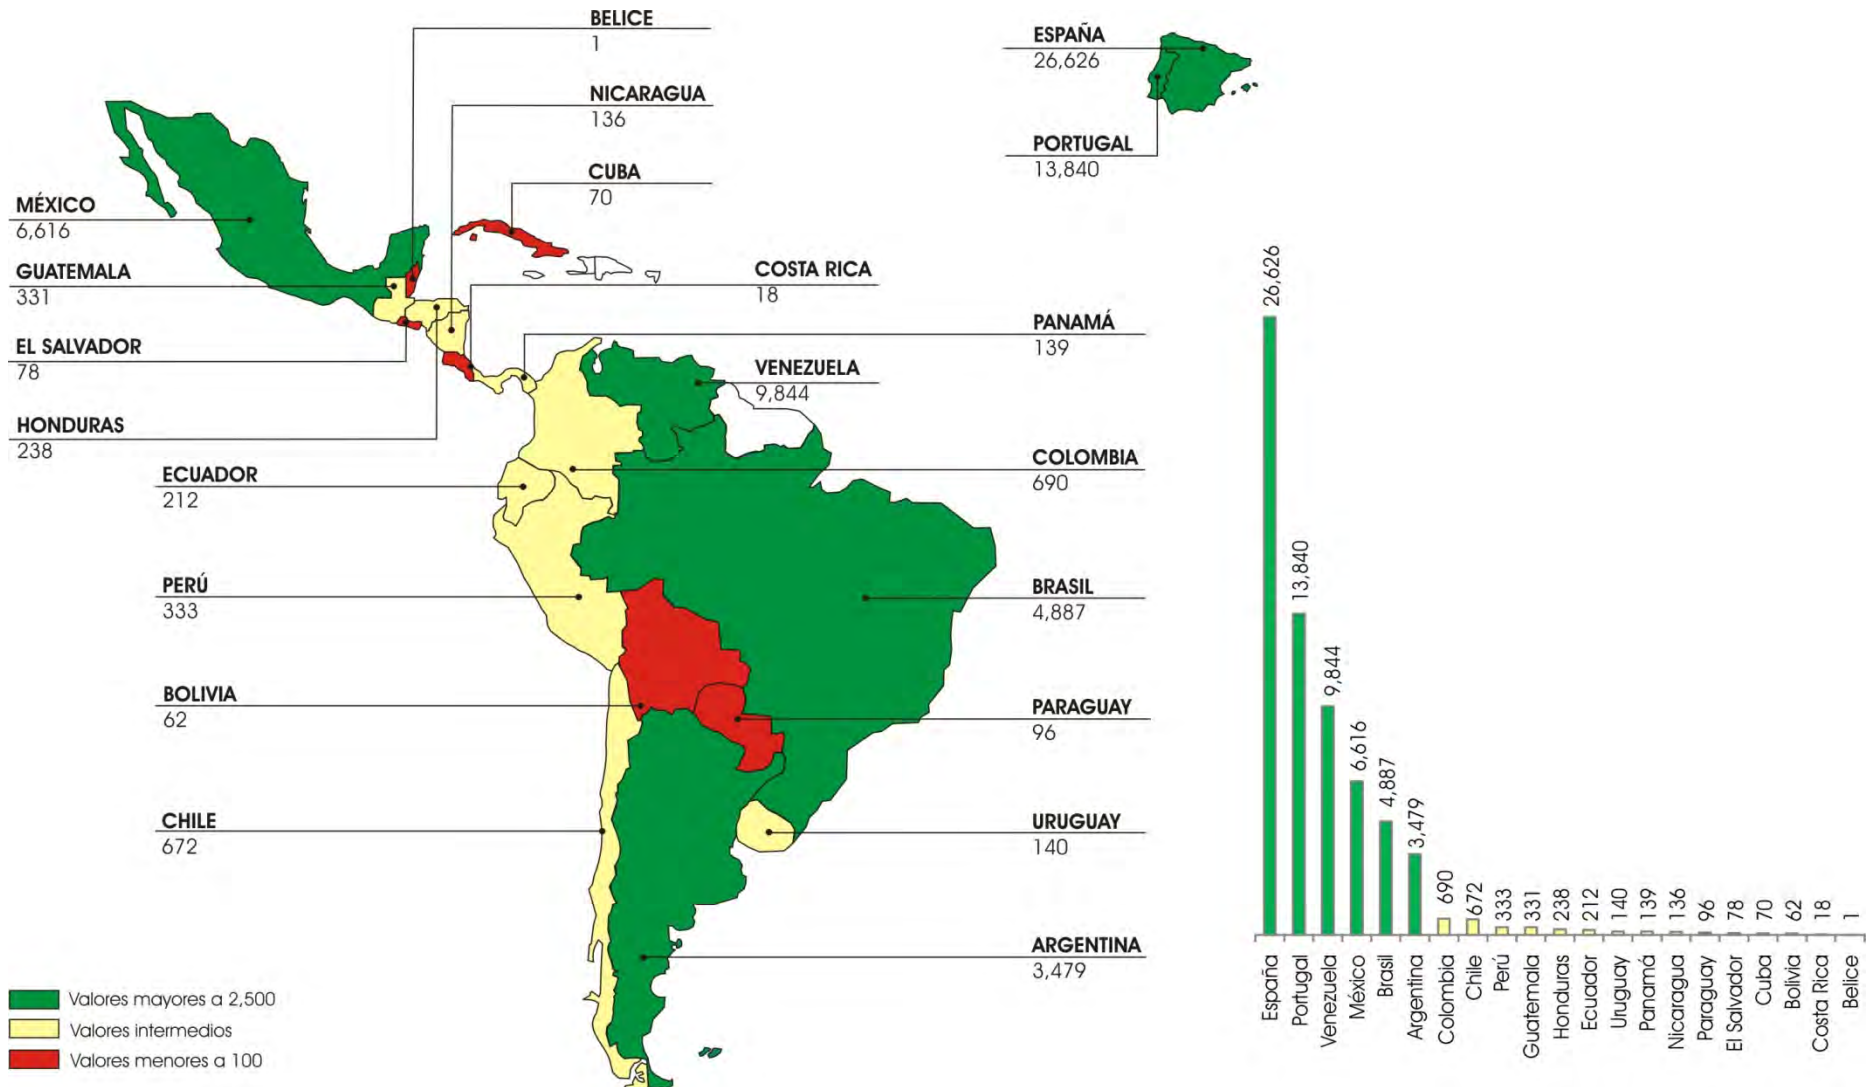 BELICE
1
NICARAGUA
136
CUBA
70
MÉXICO
6,616
GUATEMALA
331
EL SALVADOR
78
HONDURAS
238
COSTA RICA
18
PANAMÁ
139
VENEZUELA
9,844
ECUADOR
212
COLOMBIA
690
PERÚ
333
BRASIL
4,887
BOLIVIA
62
PARAGUAY
96
CHILE
672
URUGUAY
140
ARGENTINA
3,479
ESPAÑA
26,626
PORTUGAL
13,840
Valores mayores a 2,500
Valores intermedios
Valores menores a 100
26,626
13,840
9,844
6,616
4,887
3,479
690
672
333
331
238
212
140
139
136
96
78
70
62
18
1
España
Portugal
Venezuela
México
Brasil
Argentina
Colombia
Chile
Perú
Guatemala
Honduras
Ecuador
Uruguay
Panamá
Nicaragua
Paraguay
El Salvador
Cuba
Bolivia
Costa Rica
Belice